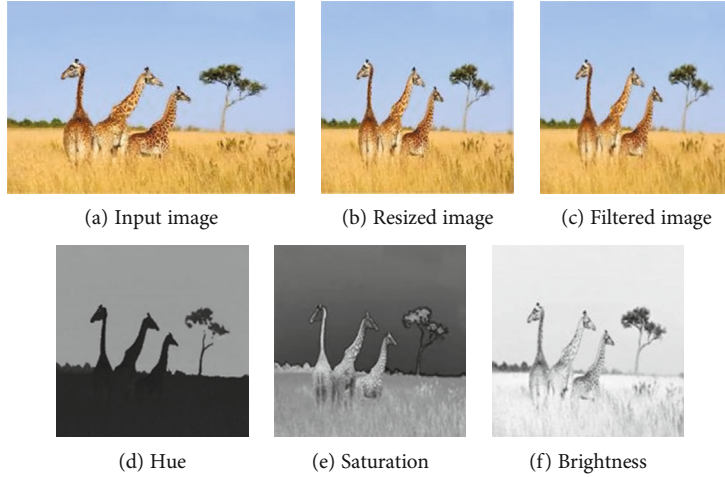 (a) Input image
(b) Resized image
(c) Filtered image
(d) Hue
(e) Saturation
(f) Brightness